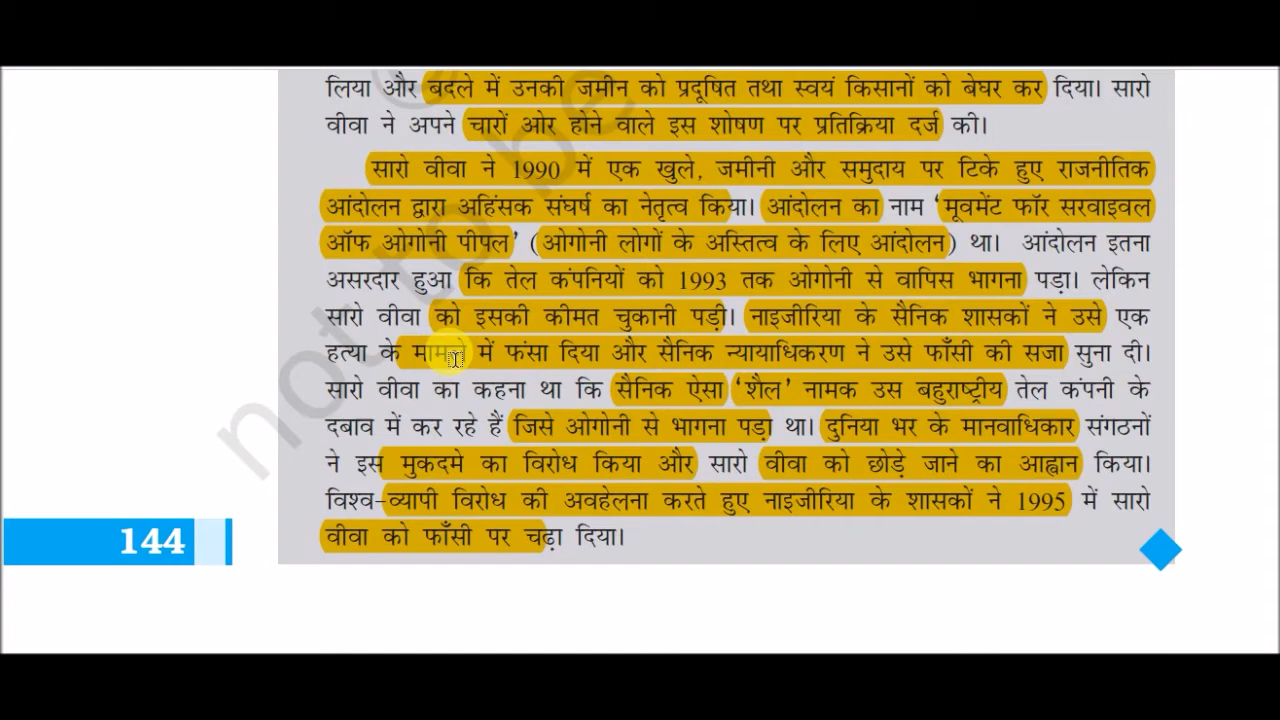 लिया और बदले में उनकी जमीन को प्रदूषित तथा स्वयं किसानों को बेघर कर दिया। सारो
वीवा ने अपने चारों ओर होने वाले इस शोषण पर प्रतिक्रिया दर्ज की।
सारो वीवा ने 1990 में एक खुले, जमीनी और समुदाय पर टिके हुए राजनीतिक
आंदोलन द्वारा अहिंसक संघर्ष का नेतृत्व किया। आंदोलन का नाम ‘मूवमेंट फॉर सरवाइवल
ऑफ ओगोनी पीपल’ (ओगोनी लोगों के अस्तित्व के लिए आंदोलन) था। आंदोलन इतना
असरदार हुआ कि तेल कंपनियों को 1993 तक ओगोनी से वापिस भागना पड़ा। लेकिन
सारो वीवा को इसकी कीमत चुकानी पड़ी। नाइजीरिया के सैनिक शासकों ने उसे एक
हत्या के मामले में फंसा दिया और सैनिक न्यायाधिकरण ने उसे फाँसी की सजा सुना दी।
सारो वीवा का कहना था कि सैनिक ऐसा ‘शैल’ नामक उस बहुराष्ट्रीय तेल कंपनी के
दबाव में कर रहे हैं जिसे ओगोनी से भागना पड़ा था। दुनिया भर के मानवाधिकार संगठनों
ने इस मुकदमे का विरोध किया और सारो वीवा को छोड़े जाने का आह्वान किया।
विश्व-व्यापी विरोध की अवहेलना करते हुए नाइजीरिया के शासकों ने 1995 में सारो
वीवा को फाँसी पर चढ़ा दिया।
144
not to be